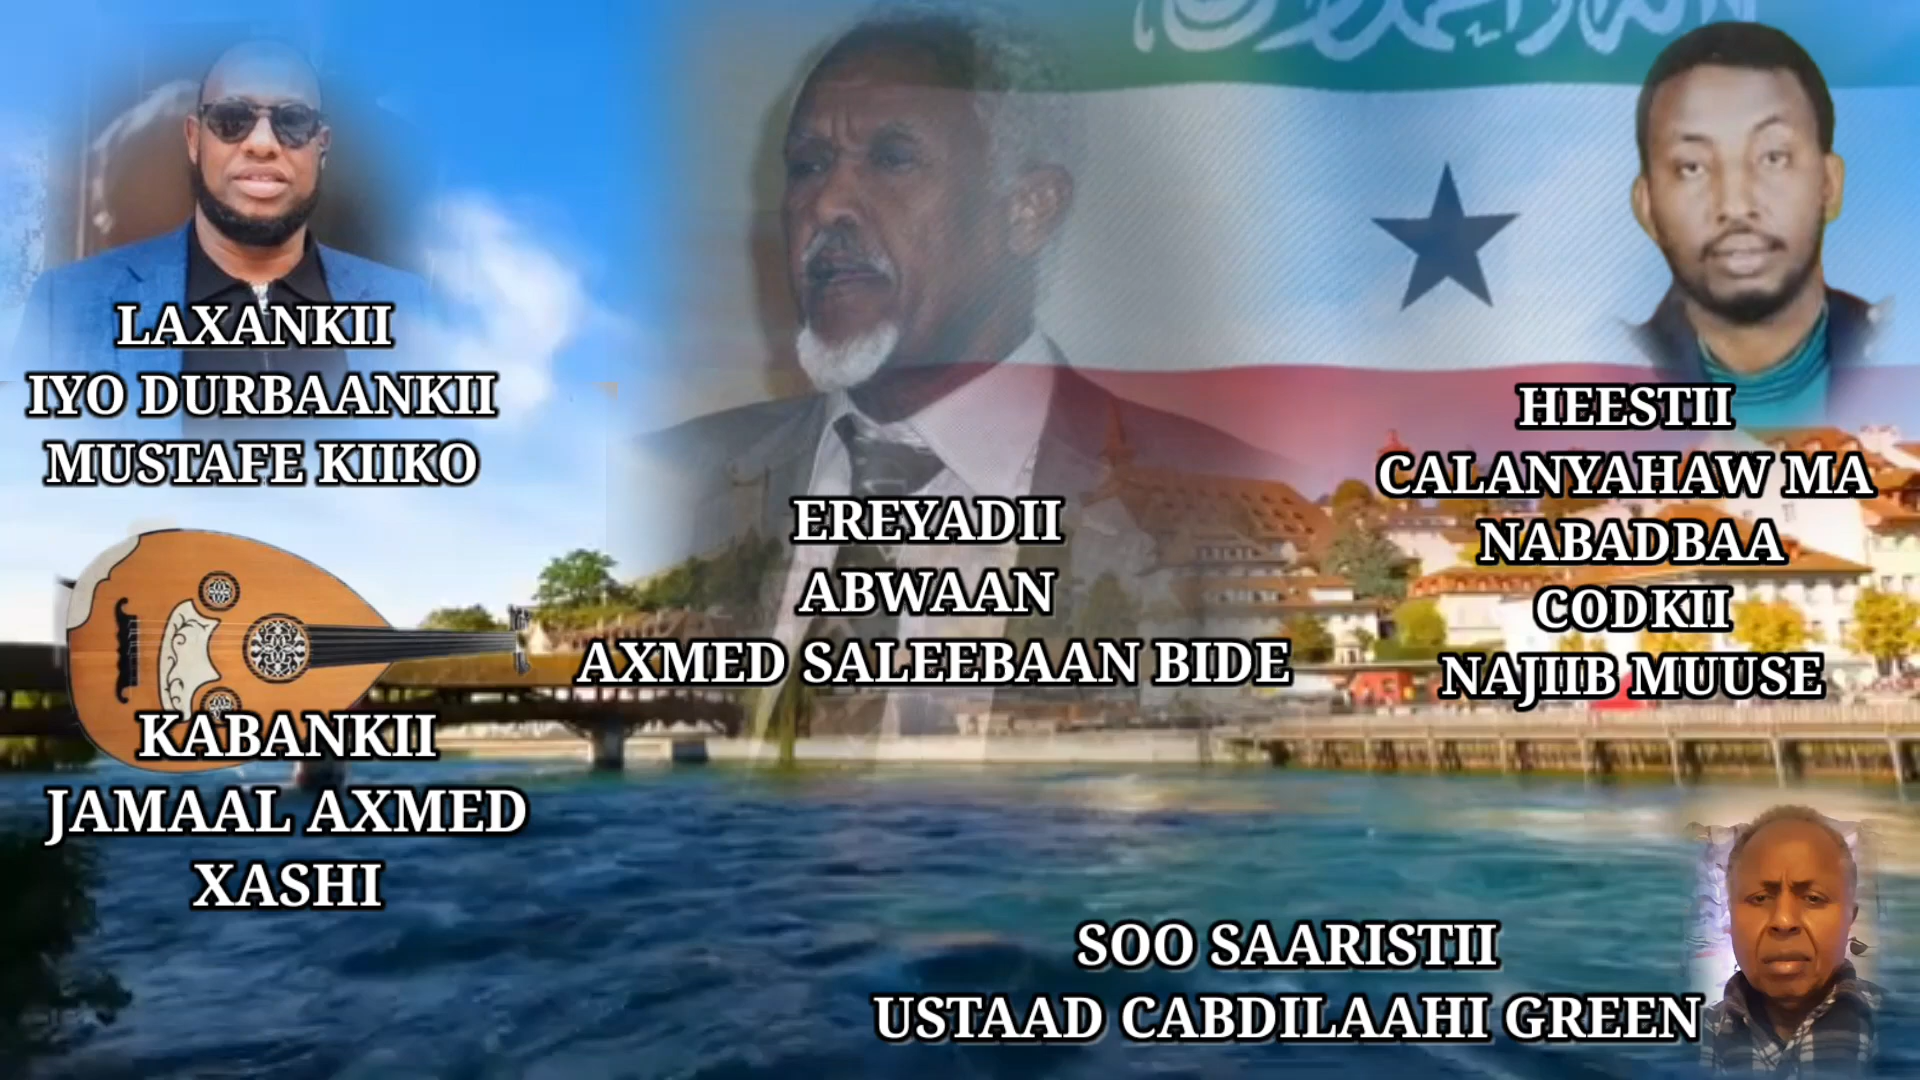 LAXANKII
IYO DURBAANKII
MUSTAFE KIIKO
HEESTII
CALANYAHAW MA
NABADBAA
CODKII
NAJIIB MUUSE
EREYADII
ABWAAN
AXMED SALEEBAAN BIDE
KABANKII
JAMAAL AXMED
XASHI
SOO SAARISTII
USTAAD CABDILAAHI GREEN